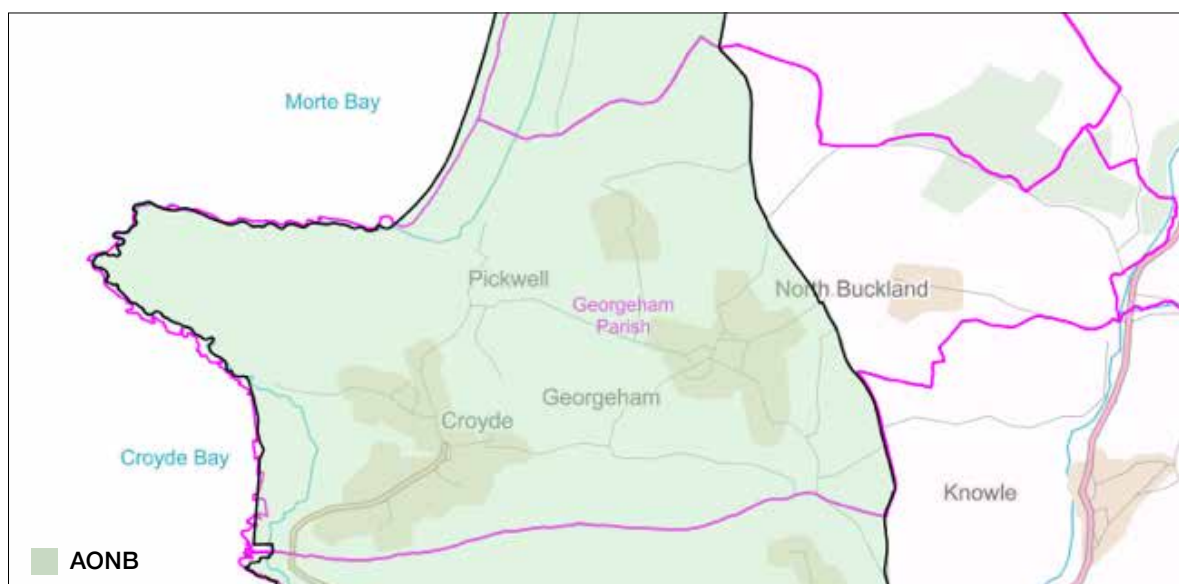 Morte Bay
Pickwell
North Buckland
Georgeham
Parish
Georgeham
Croyde
Croyde Bay
Knowle
AONB